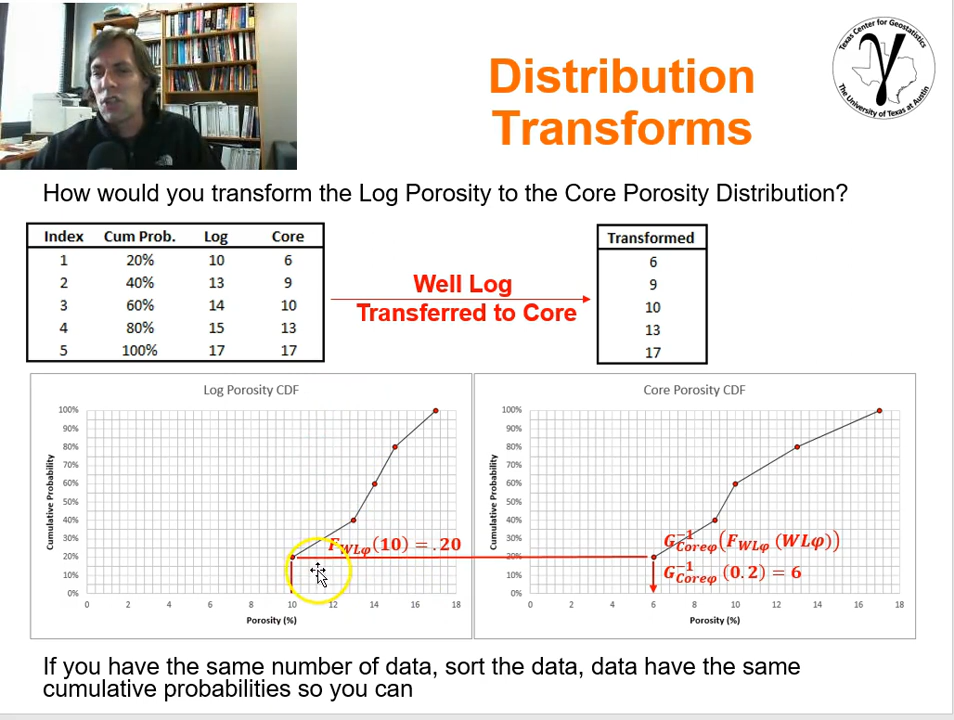 Distribution
Transforms
Texas Center for Geostatistics
γ
The University of Texas at Austin
How would you transform the Log Porosity to the Core Porosity Distribution?
Index Cum Prob. Log Core
1 20% 10 6
2 40% 13 9
3 60% 14 10
4 80% 15 13
5 100% 17 17
Well Log
Transferred to Core
Transformed
6
9
10
13
17
Log Porosity CDF
Cumulative Probability
100%
90%
80%
70%
60%
50%
40%
30%
20%
10%
0%
F_WLφ(10) = .20
0 2 4 6 8 10 12 14 16 18
Porosity (%)
Core Porosity CDF
Cumulative Probability
100%
90%
80%
70%
60%
50%
40%
30%
20%
10%
0%
G⁻¹_Coreφ(F_WLφ (WLφ))
G⁻¹_Coreφ (0.2) = 6
0 2 4 6 8 10 12 14 16 18
Porosity (%)
If you have the same number of data, sort the data, data have the same
cumulative probabilities so you can